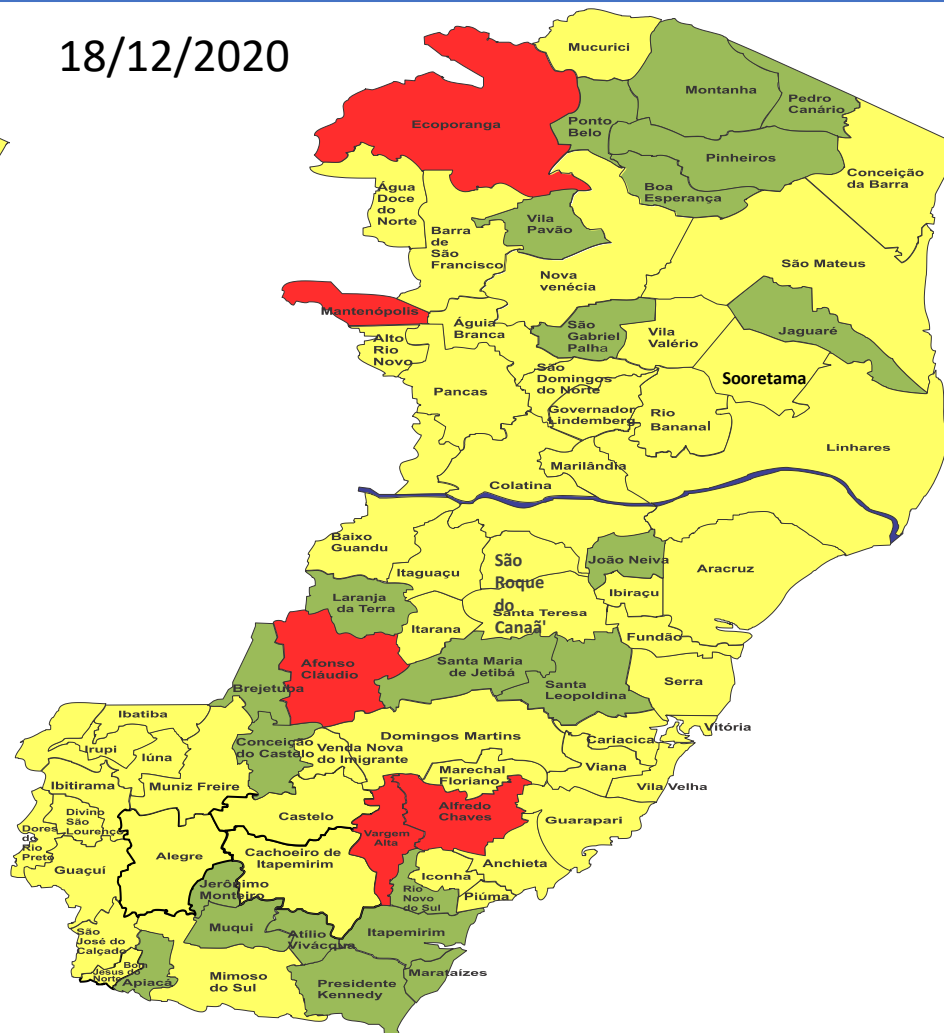 18/12/2020
Mucurici
Montanha
Pedro
Canário
Ecoporanga
Ponto
Belo
Pinheiros
Conceição
da Barra
Boa
Esperança
Água
Doce
do
Norte
Vila
Pavão
Barra
de
São
Francisco
São Mateus
Nova
venécia
Mantenópolis
Águia
Branca
São
Gabriel
Palha
Vila
Valério
Jaguaré
Alto
Rio
Novo
São
Domingos
do Norte
Sooretama
Pancas
Governador
Lindemberg
Rio
Bananal
Linhares
Marilândia
Colatina
Baixo
Guandu
São
Roque
do
Canaã'
João Neiva
Aracruz
Itaguaçu
Ibiraçu
Laranja
da Terra
Santa Teresa
Itarana
Fundão
Afonso
Cláudio
Santa Maria
de Jetibá
Santa
Leopoldina
Serra
Brejetuba
Ibatiba
Vitória
Domingos Martins
Cariacica
Conceição
do Castelo
Venda Nova
do Imigrante
Irupi
Iúna
Viana
Marechal
Floriano
Ibitirama
Muniz Freire
Vila Velha
Divino
São
Lourenço
Castelo
Alfredo
Chaves
Guarapari
Dores
do
Rio
Preto
Vargem
Alta
Alegre
Cachoeiro de
Itapemirim
Anchieta
Guaçuí
Iconha
Jerônimo
Monteiro
Rio
Novo
do Sul
Piúma
Muqui
Atílio
Vivácqua
Itapemirim
São
José do
Calçado
Bom
Jesus do
Norte
Apiacá
Mimoso
do Sul
Presidente
Kennedy
Marataízes